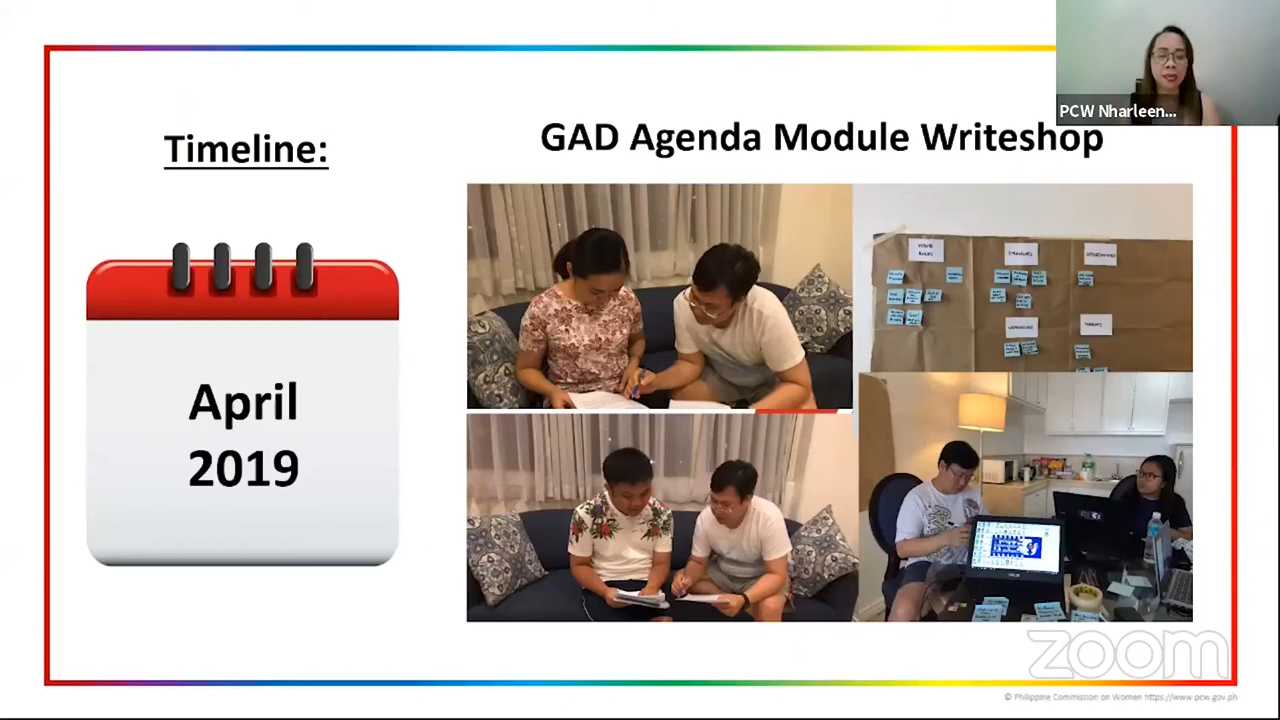 PCW Nharleen...
Timeline:
GAD Agenda Module Writeshop
April
2019
zoom
© Philippine Commission on Women https://www.pcw.gov.ph